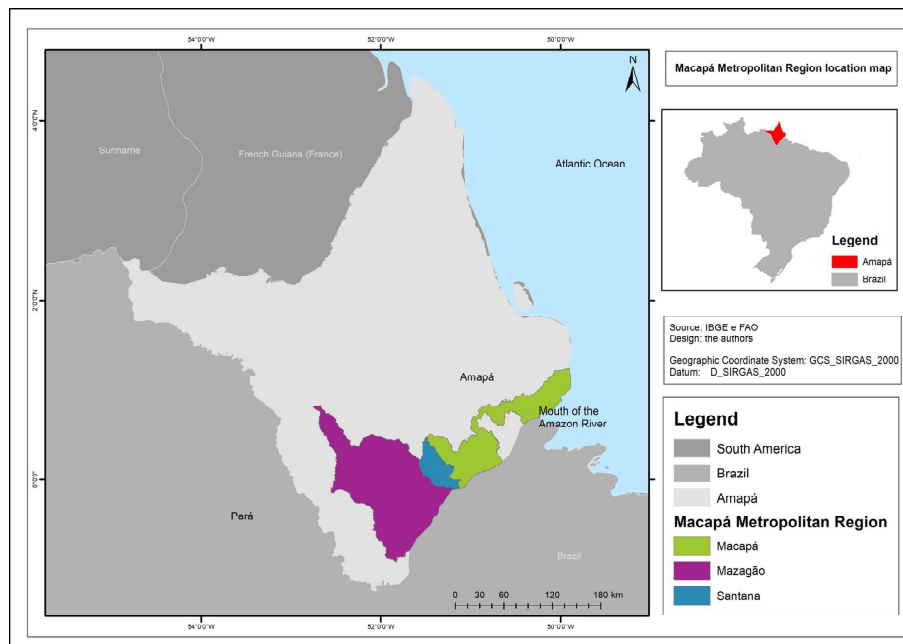 Macapá Metropolitan Region location map
54°0'0"W
52°0'0"W
50°0'0"W
N
4°0'0"N
2°0'0"N
0°0'0"
Suriname
French Guiana (France)
Atlantic Ocean
Amapá
Mouth of the
Amazon River
Pará
Brazil
0 30 60 120 180 km
Legend
Amapá
Brazil
Source: IBGE e FAO
Design: the authors
Geographic Coordinate System: GCS_SIRGAS_2000
Datum: D_SIRGAS_2000
Legend
South America
Brazil
Amapá
Macapá Metropolitan Region
Macapá
Mazagão
Santana
54°0'0"W
52°0'0"W
50°0'0"W